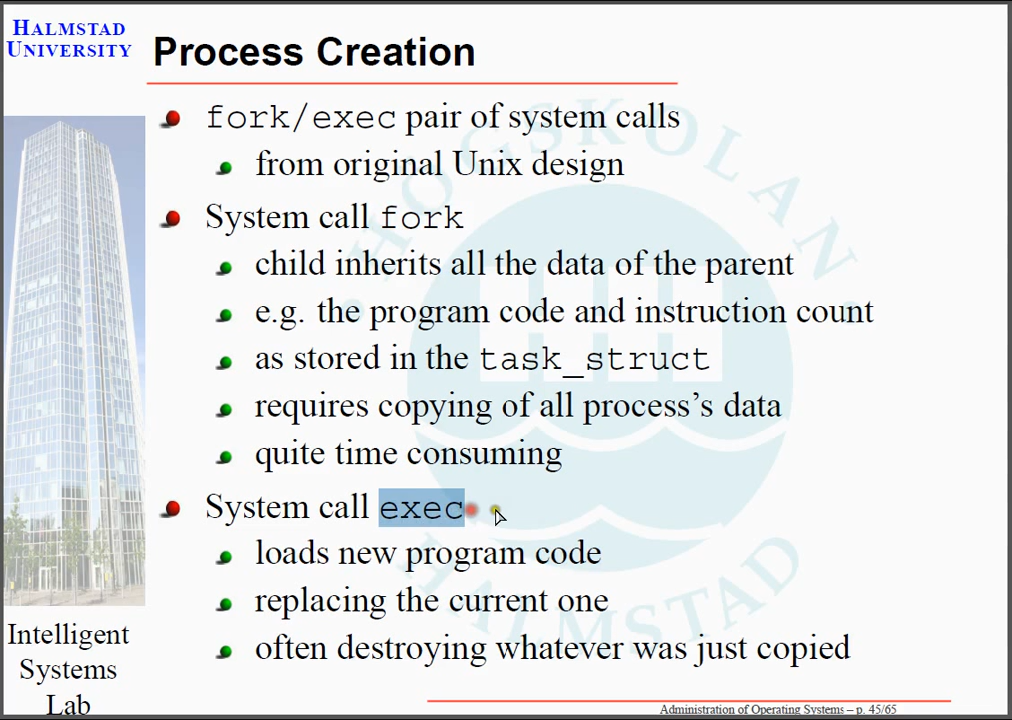 HALMSTAD
UNIVERSITY
Process Creation
fork/exec pair of system calls
from original Unix design
System call fork
child inherits all the data of the parent
e.g. the program code and instruction count
as stored in the task_struct
requires copying of all process's data
quite time consuming
System call exec
loads new program code
replacing the current one
often destroying whatever was just copied
Intelligent
Systems
Lab
HÖGSKOLAN
HALMSTAD
Administration of Operating Systems – p. 45/65